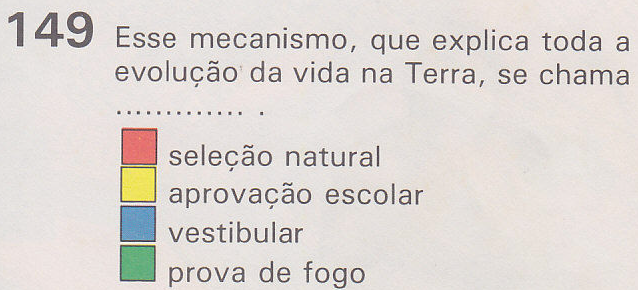 149 Esse mecanismo, que explica toda a
evolução da vida na Terra, se chama
............. .
seleção natural
aprovação escolar
vestibular
prova de fogo